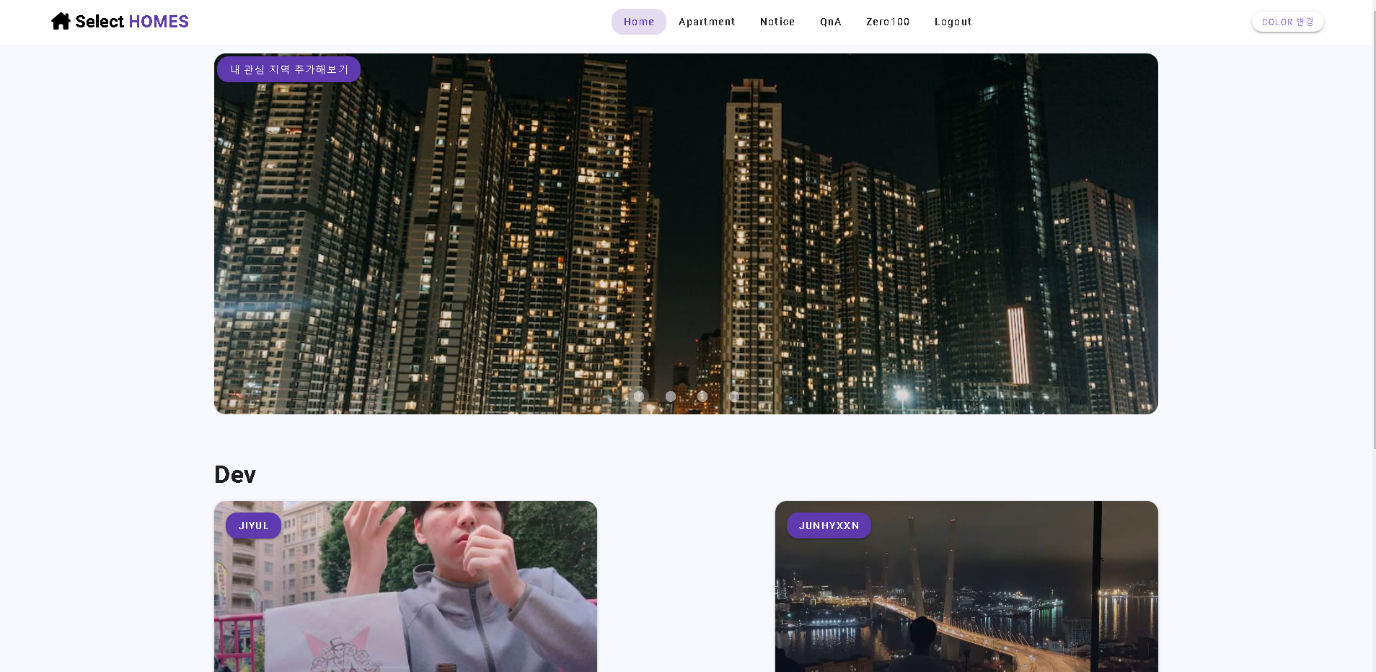 Select HOMES
Home Apartment Notice QnA Zero100 Logout
COLOR 변경
내 관심 지역 추가해보기
Dev
JIYUL
JUNHYXXN